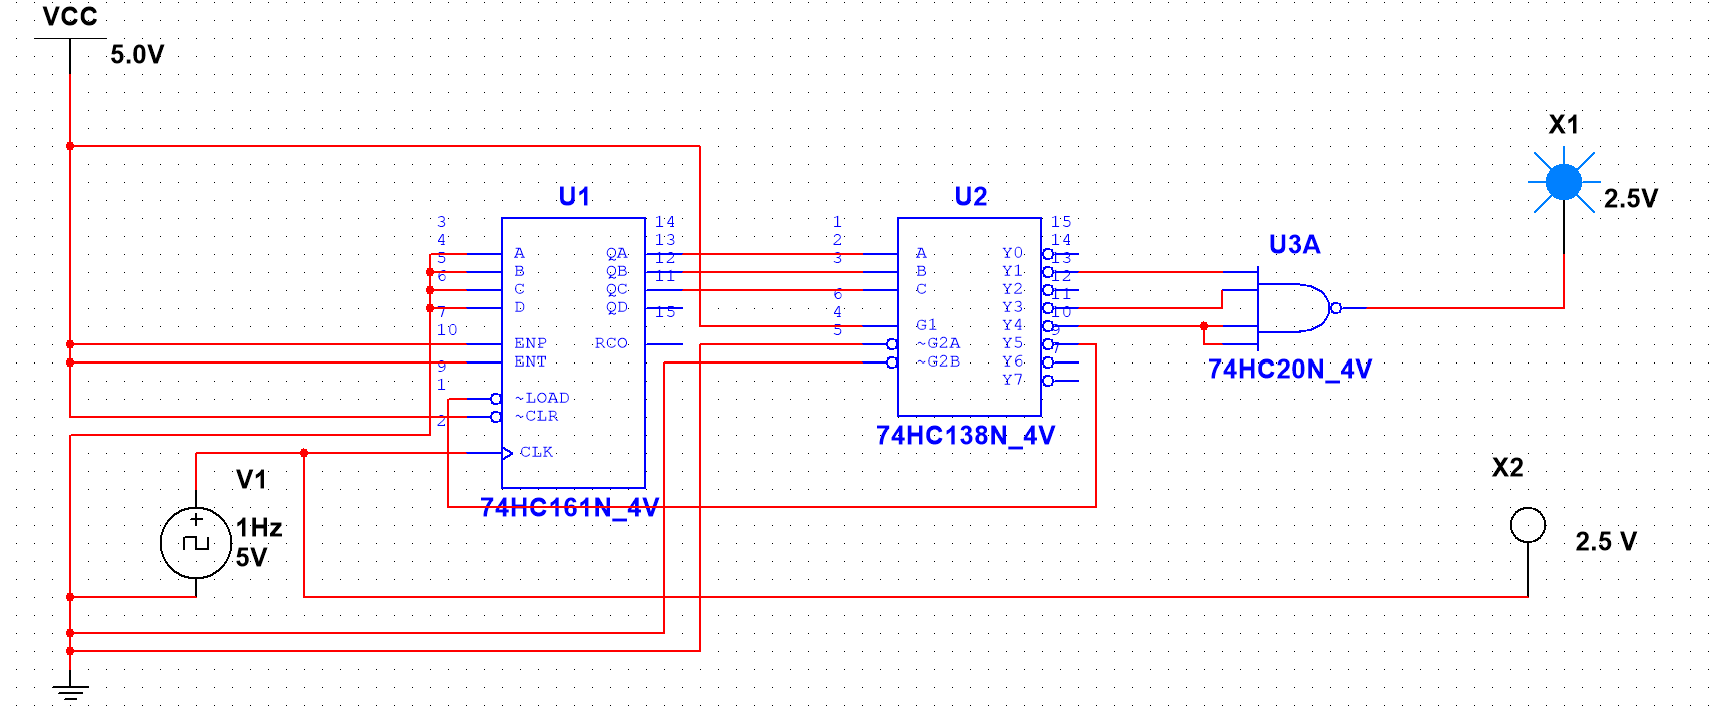 VCC
5.0V
X1
2.5V
U1
U2
U3A
3
4
5
6
7
10
9
1
2
A
B
C
D
ENP
ENT
~LOAD
~CLR
CLK
QA
QB
QC
QD
RCO
14
13
12
11
15
74HC161N_4V
1
2
3
6
4
5
A
B
C
G1
~G2A
~G2B
Y0
Y1
Y2
Y3
Y4
Y5
Y6
Y7
15
14
13
12
11
10
9
7
74HC138N_4V
74HC20N_4V
V1
1Hz
5V
X2
2.5 V